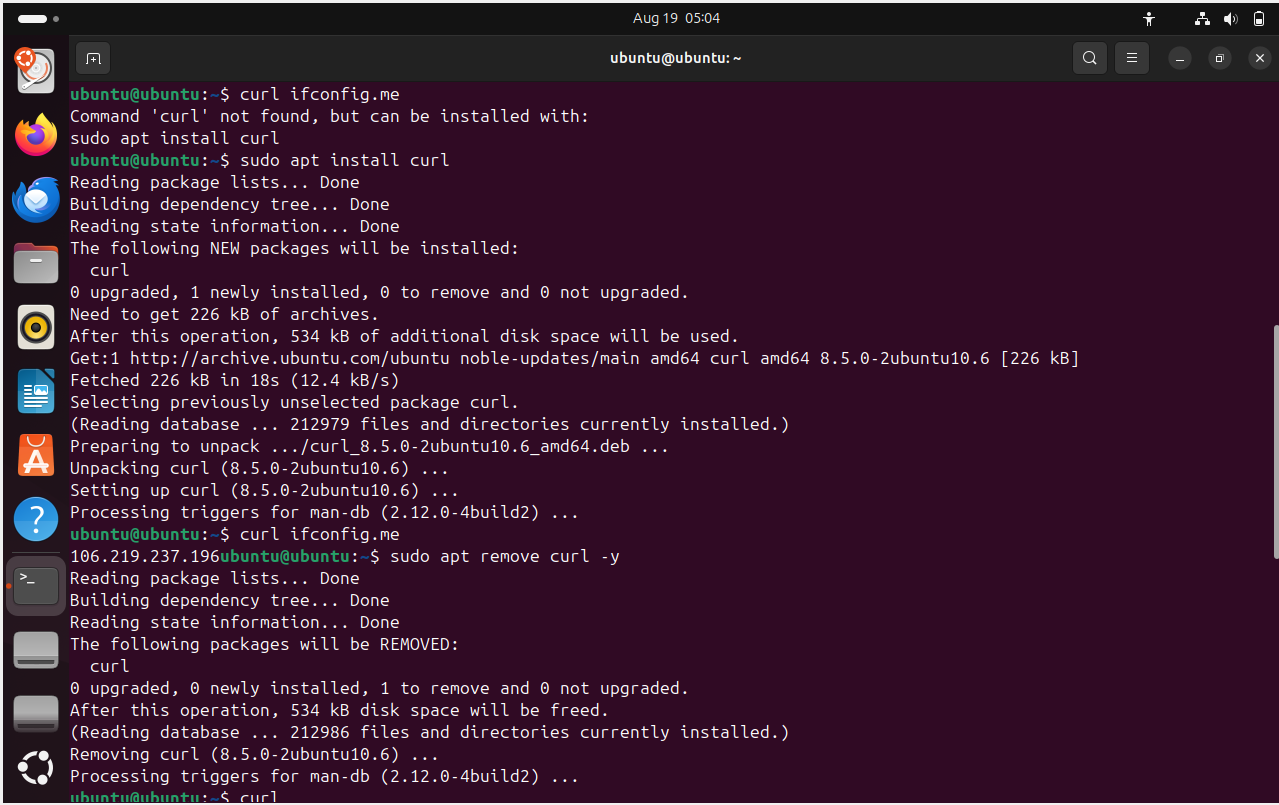 Aug 19 05:04
ubuntu@ubuntu: ~
ubuntu@ubuntu:~$ curl ifconfig.me
Command 'curl' not found, but can be installed with:
sudo apt install curl
ubuntu@ubuntu:~$ sudo apt install curl
Reading package lists... Done
Building dependency tree... Done
Reading state information... Done
The following NEW packages will be installed:
  curl
0 upgraded, 1 newly installed, 0 to remove and 0 not upgraded.
Need to get 226 kB of archives.
After this operation, 534 kB of additional disk space will be used.
Get:1 http://archive.ubuntu.com/ubuntu noble-updates/main amd64 curl amd64 8.5.0-2ubuntu10.6 [226 kB]
Fetched 226 kB in 18s (12.4 kB/s)
Selecting previously unselected package curl.
(Reading database ... 212979 files and directories currently installed.)
Preparing to unpack .../curl_8.5.0-2ubuntu10.6_amd64.deb ...
Unpacking curl (8.5.0-2ubuntu10.6) ...
Setting up curl (8.5.0-2ubuntu10.6) ...
Processing triggers for man-db (2.12.0-4build2) ...
ubuntu@ubuntu:~$ curl ifconfig.me
106.219.237.196ubuntu@ubuntu:~$ sudo apt remove curl -y
Reading package lists... Done
Building dependency tree... Done
Reading state information... Done
The following packages will be REMOVED:
  curl
0 upgraded, 0 newly installed, 1 to remove and 0 not upgraded.
After this operation, 534 kB disk space will be freed.
(Reading database ... 212986 files and directories currently installed.)
Removing curl (8.5.0-2ubuntu10.6) ...
Processing triggers for man-db (2.12.0-4build2) ...
ubuntu@ubuntu:~$ curl